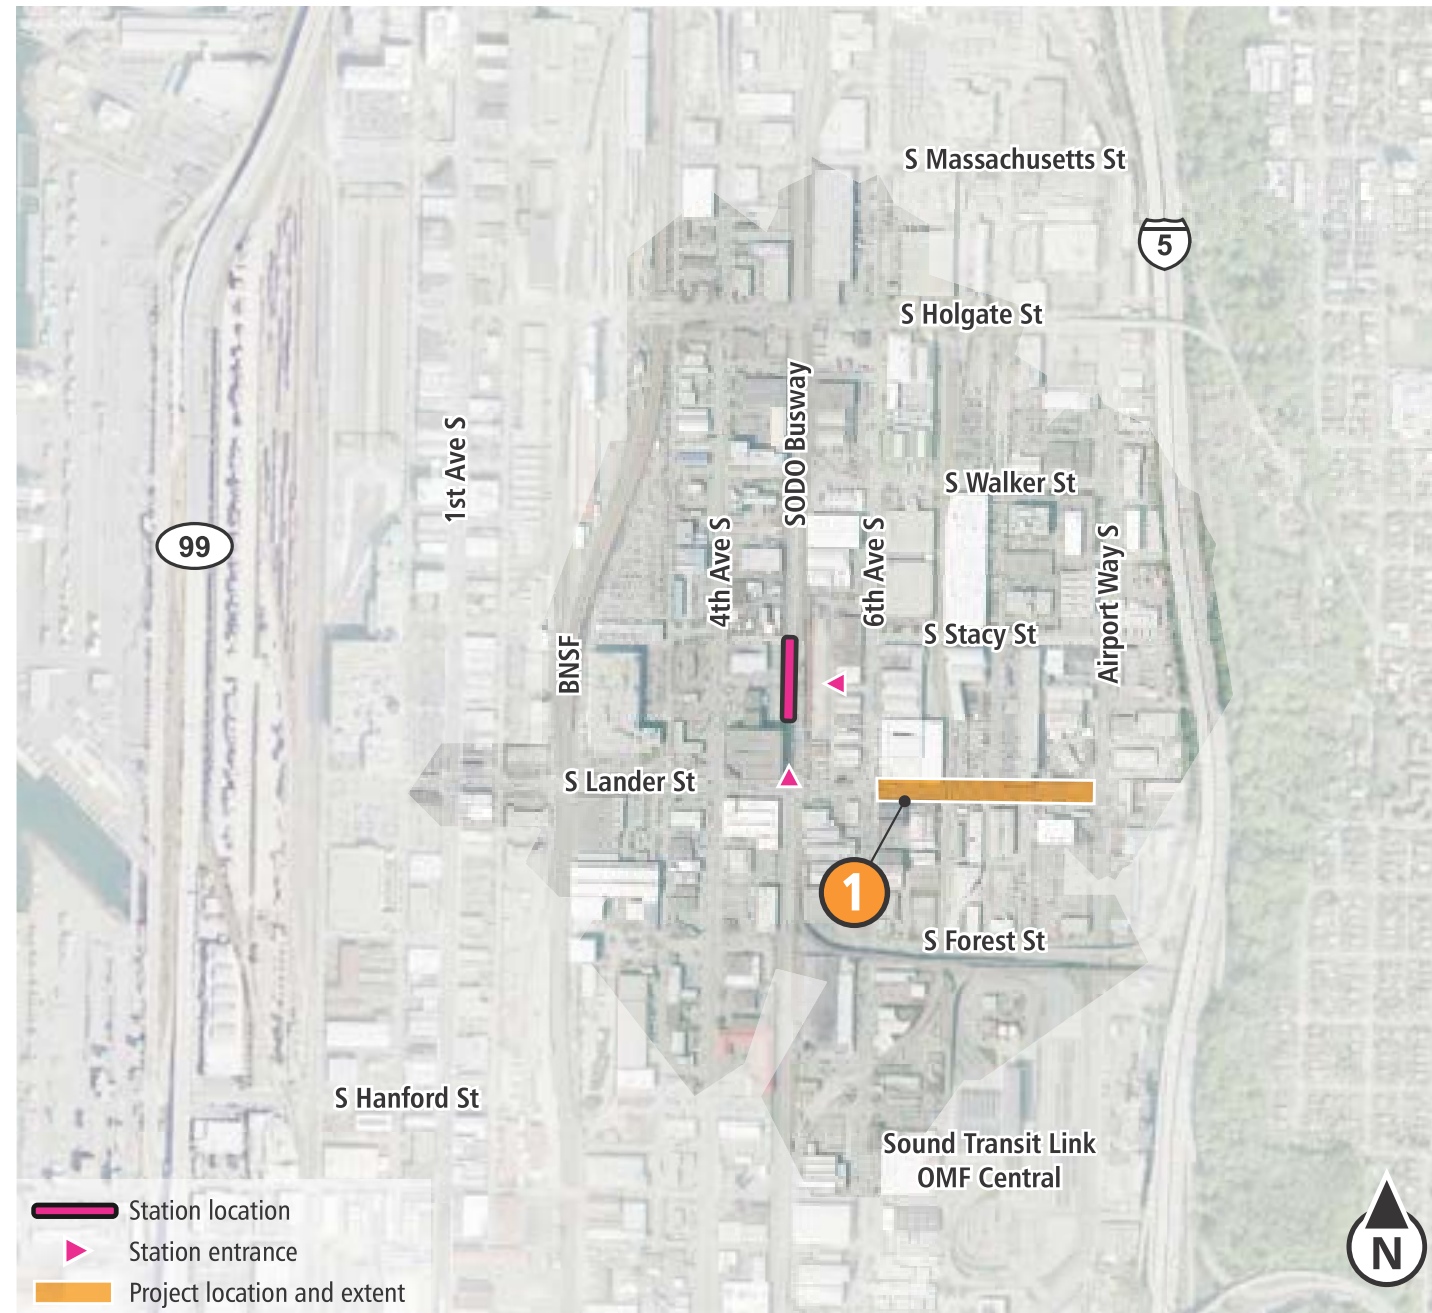 S Massachusetts St
5
S Holgate St
SODO Busway
1st Ave S
S Walker St
99
4th Ave S
6th Ave S
Airport Way S
S Stacy St
BNSF
S Lander St
1
S Forest St
S Hanford St
Sound Transit Link
OMF Central
Station location
Station entrance
Project location and extent
N